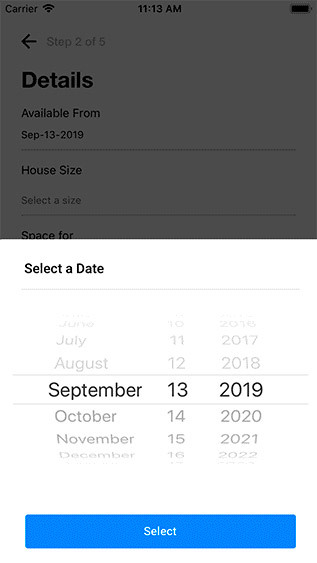 Carrier 11:13 AM
Step 2 of 5
Details
Available From
Sep-13-2019
House Size
Select a size
Space for
Select a Date
June 10 2016
July 11 2017
August 12 2018
September 13 2019
October 14 2020
November 15 2021
December 16 2022
Select